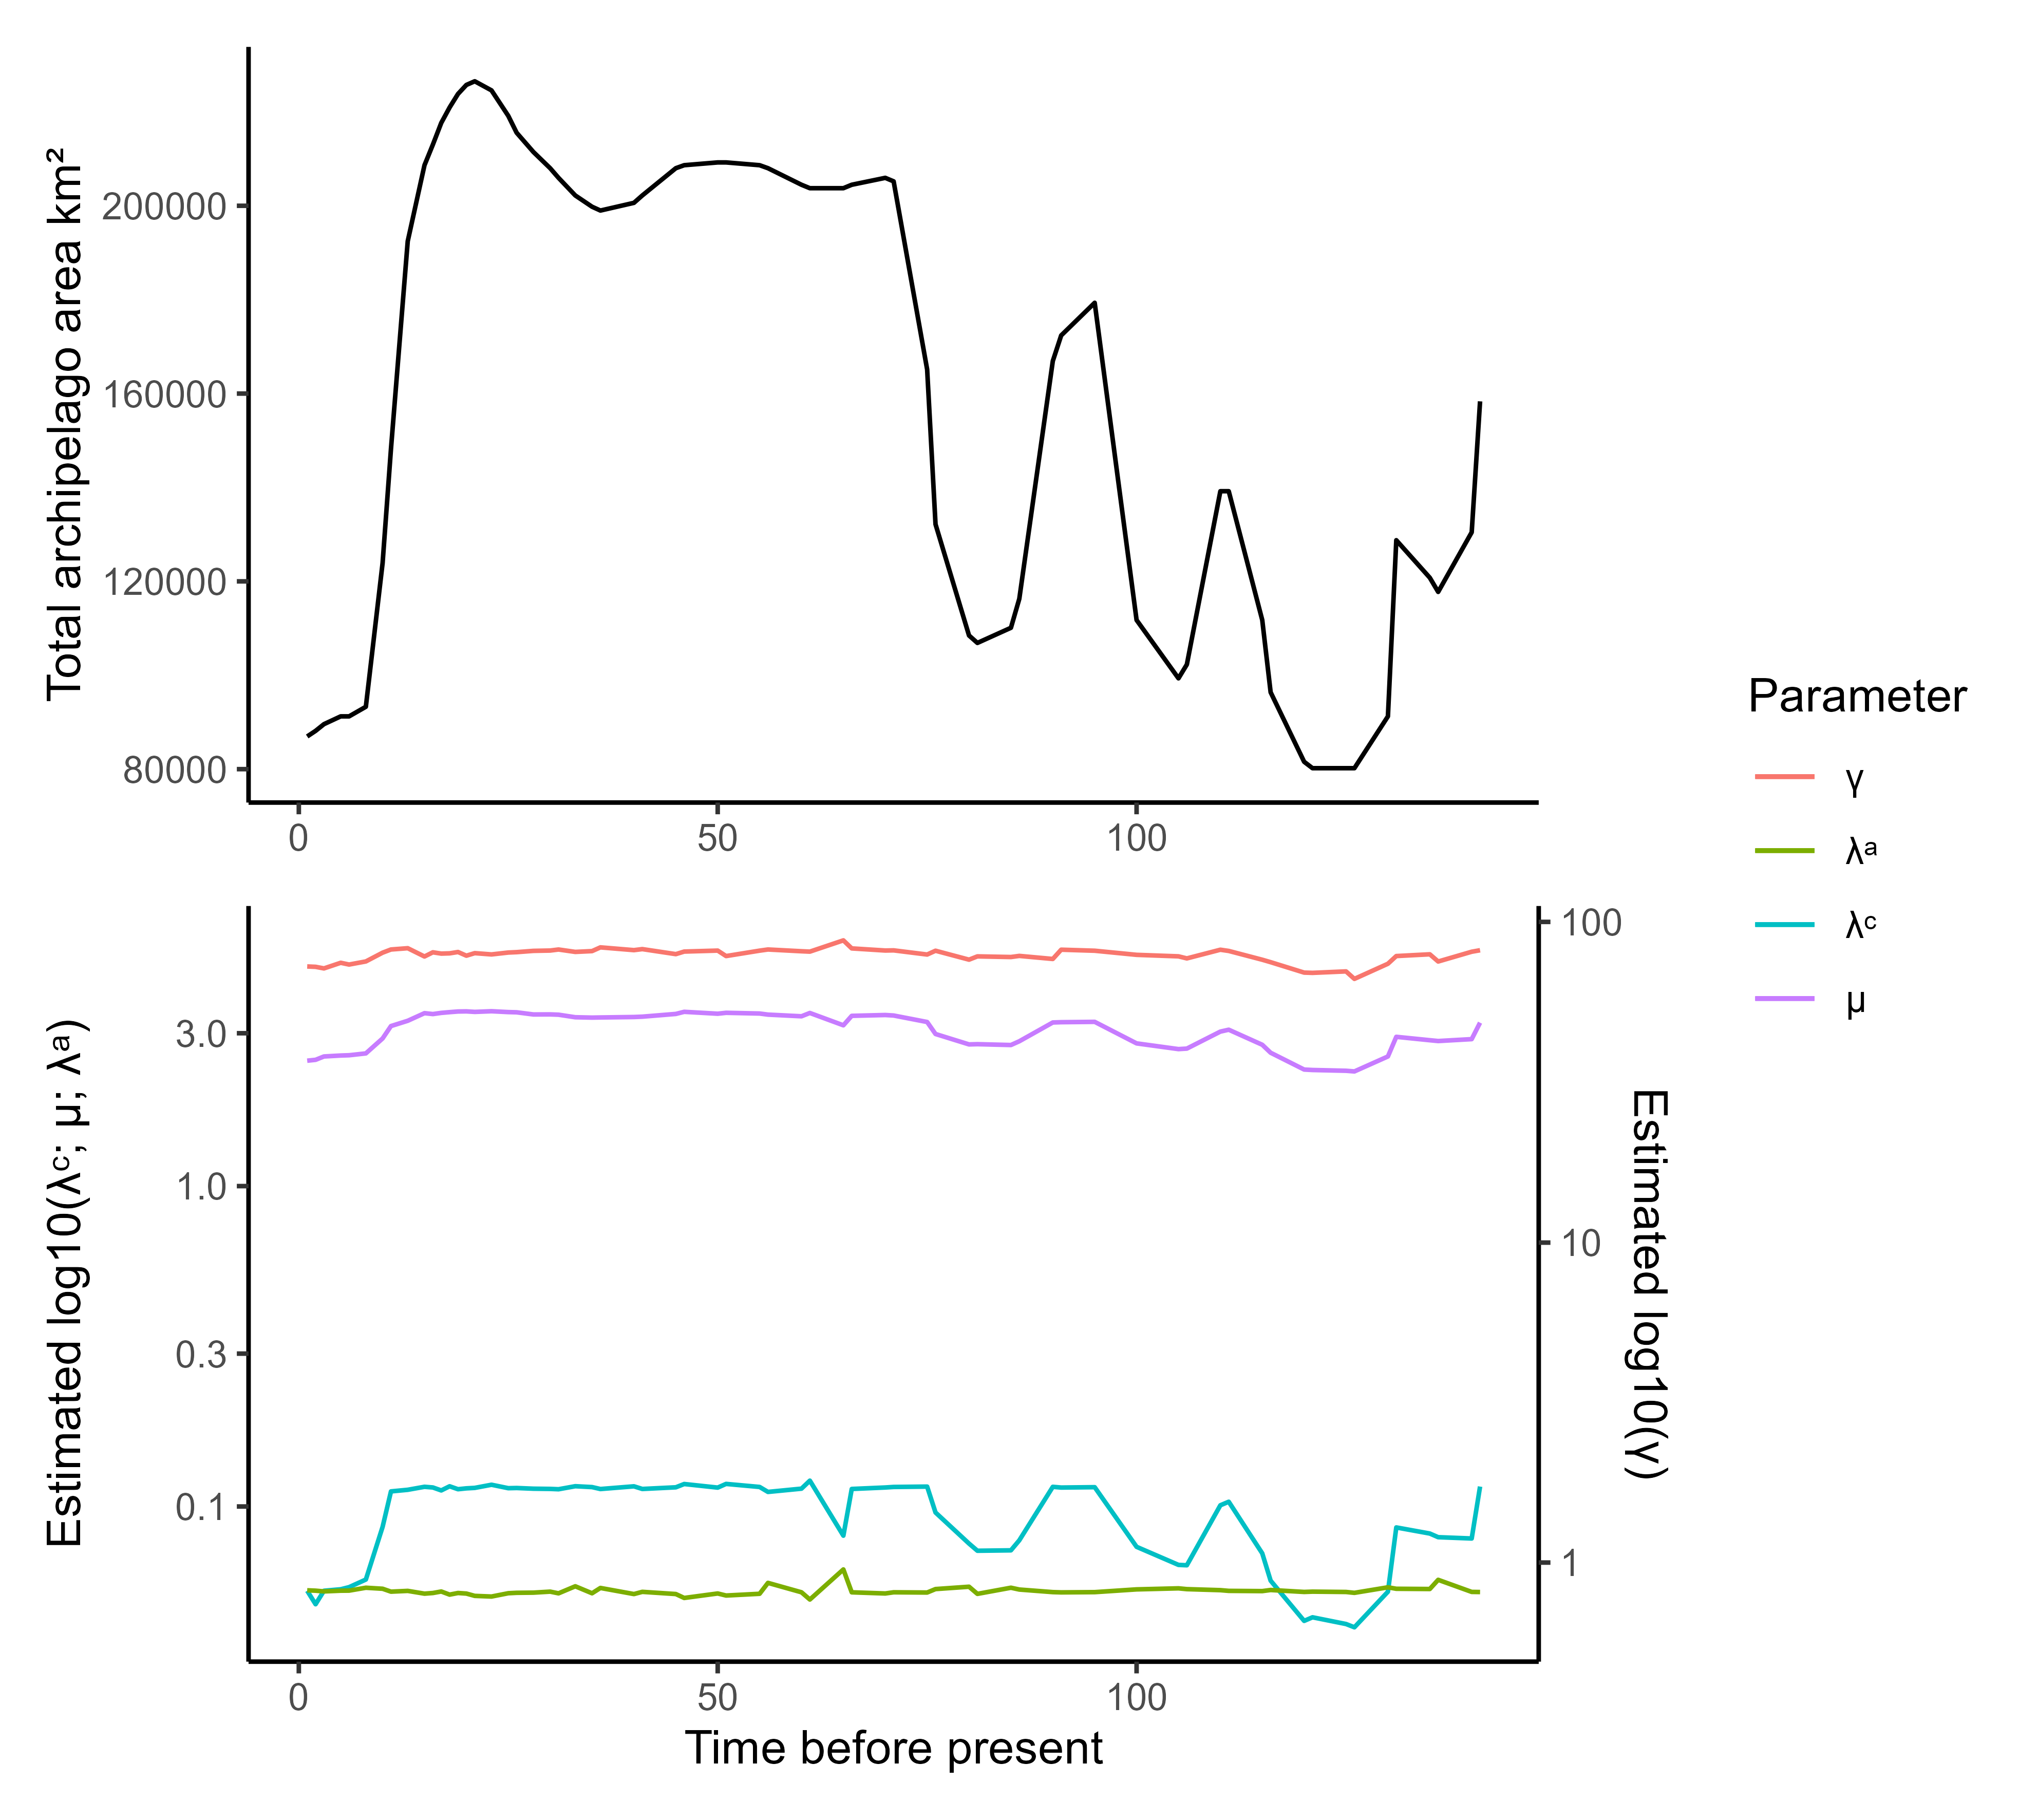 Total archipelago area km²
200000
160000
120000
80000
0
50
100
Parameter
γ
λᵃ
λᶜ
μ
Estimated log10(λᶜ; μ; λᵃ)
3.0
1.0
0.3
0.1
100
10
1
Estimated log10(γ)
0
50
100
Time before present